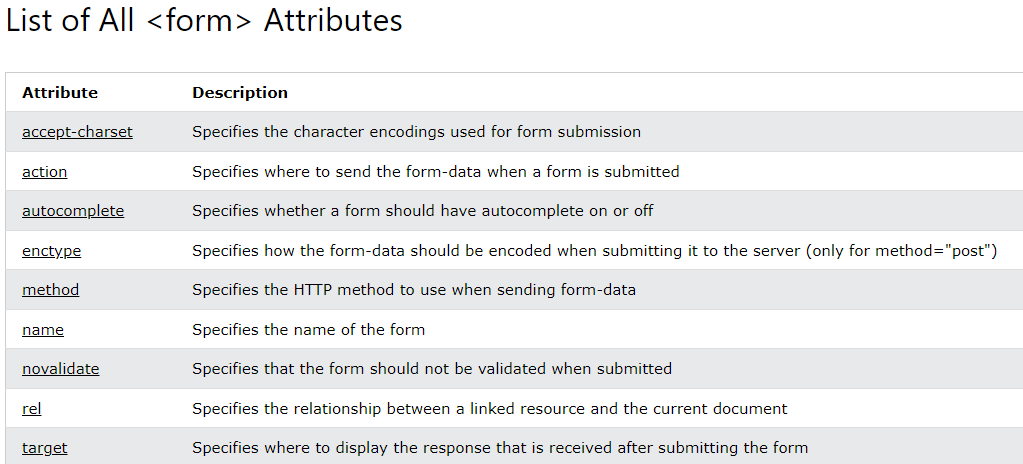 List of All <form> Attributes
Attribute Description
accept-charset Specifies the character encodings used for form submission
action Specifies where to send the form-data when a form is submitted
autocomplete Specifies whether a form should have autocomplete on or off
enctype Specifies how the form-data should be encoded when submitting it to the server (only for method="post")
method Specifies the HTTP method to use when sending form-data
name Specifies the name of the form
novalidate Specifies that the form should not be validated when submitted
rel Specifies the relationship between a linked resource and the current document
target Specifies where to display the response that is received after submitting the form